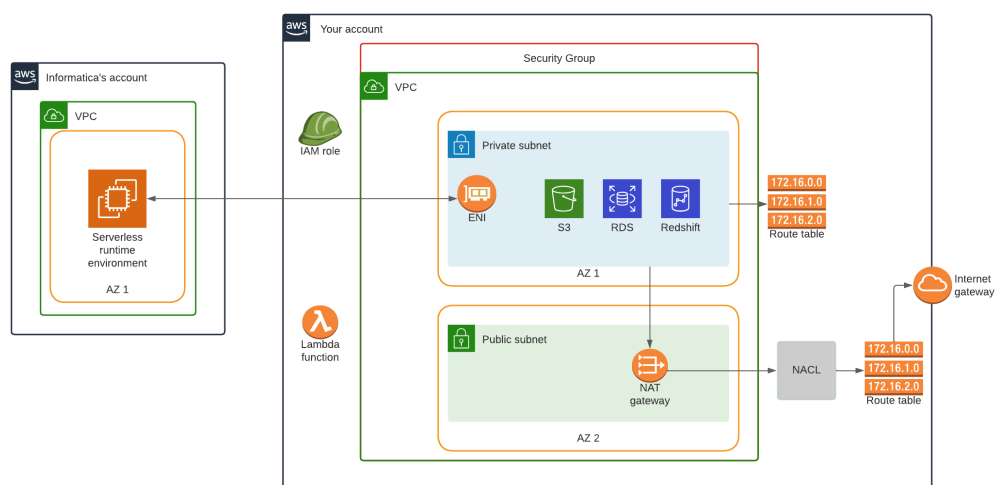 aws
Your account
Security Group
aws
Informatica's account
VPC
VPC
IAM role
Private subnet
ENI
S3
RDS
Redshift
172.16.0.0
172.16.1.0
172.16.2.0
Route table
Serverless
runtime
environment
AZ 1
AZ 1
Internet
gateway
Lambda
function
Public subnet
NAT
gateway
NACL
172.16.0.0
172.16.1.0
172.16.2.0
Route table
AZ 2